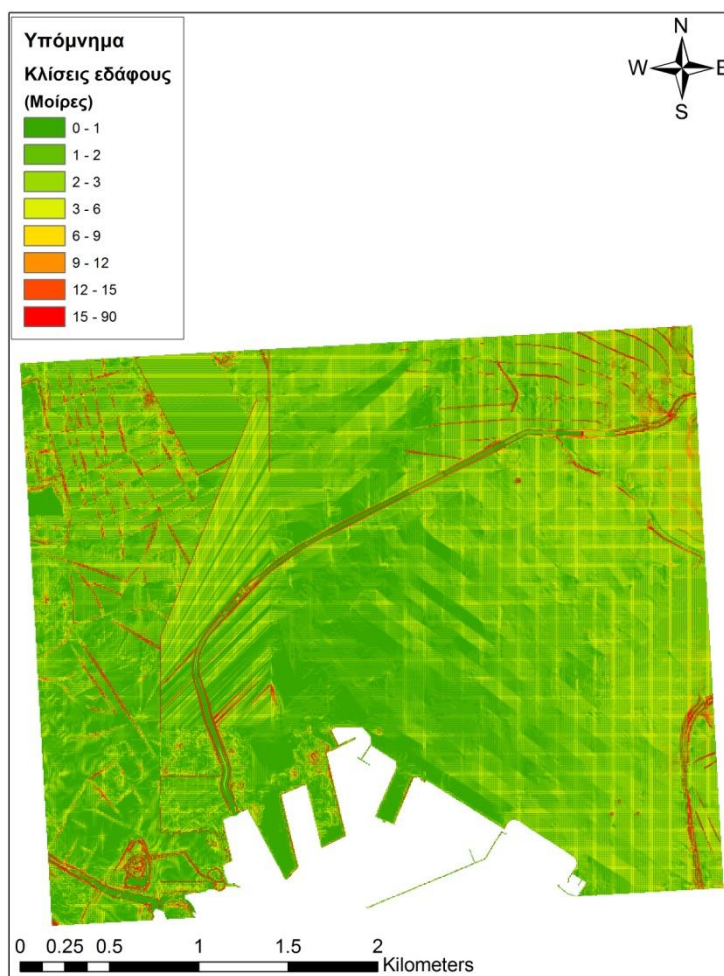 Υπόμνημα
Κλίσεις εδάφους
(Μοίρες)
0 - 1
1 - 2
2 - 3
3 - 6
6 - 9
9 - 12
12 - 15
15 - 90
N
W E
S
0 0.25 0.5 1 1.5 2
Kilometers